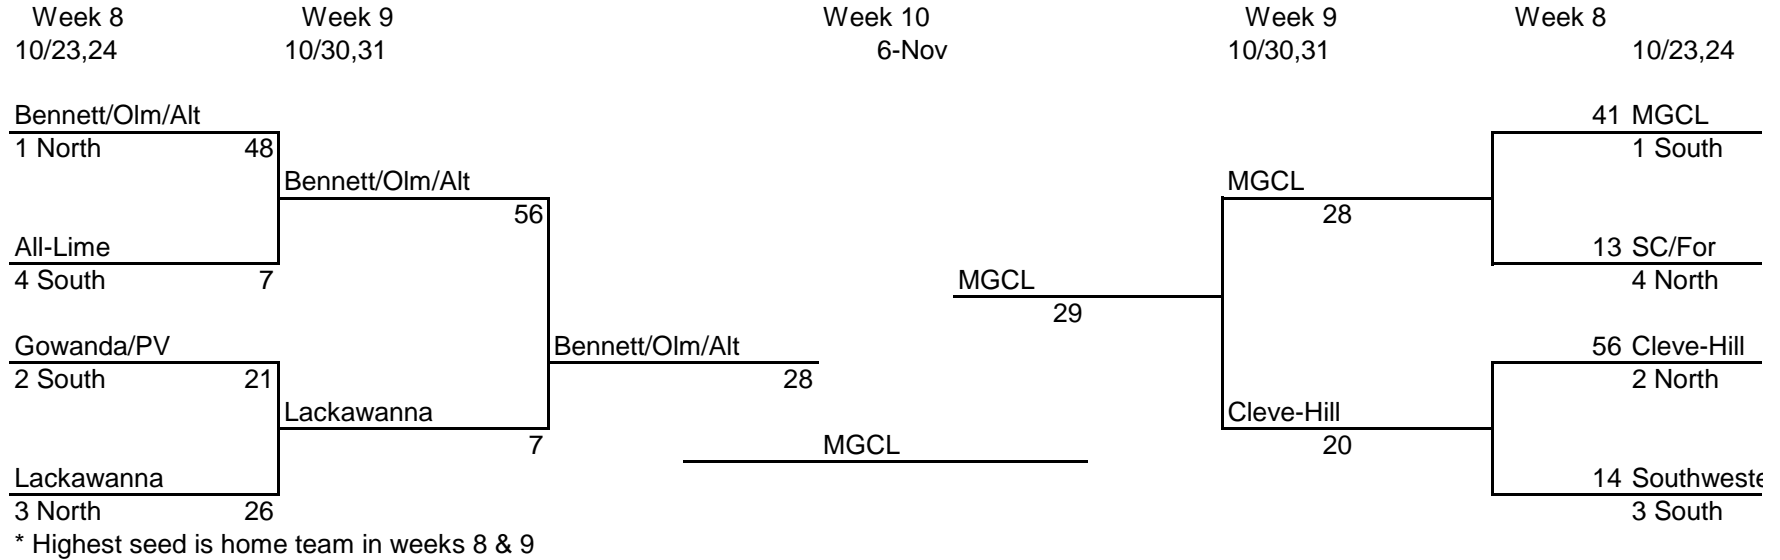 Week 8 Week 9 Week 10 Week 9 Week 8
10/23,24 10/30,31 6-Nov 10/30,31 10/23,24
Bennett/Olm/Alt 41 MGCL
1 North 48 1 South
Bennett/Olm/Alt MGCL
56 28
All-Lime 13 SC/For
4 South 7 4 North
MGCL
29
Gowanda/PV Bennett/Olm/Alt 56 Cleve-Hill
2 South 21 28 2 North
Lackawanna Cleve-Hill
7 MGCL 20
Lackawanna 14
3 North 26 3 South
* Highest seed is home team in weeks 8 & 9